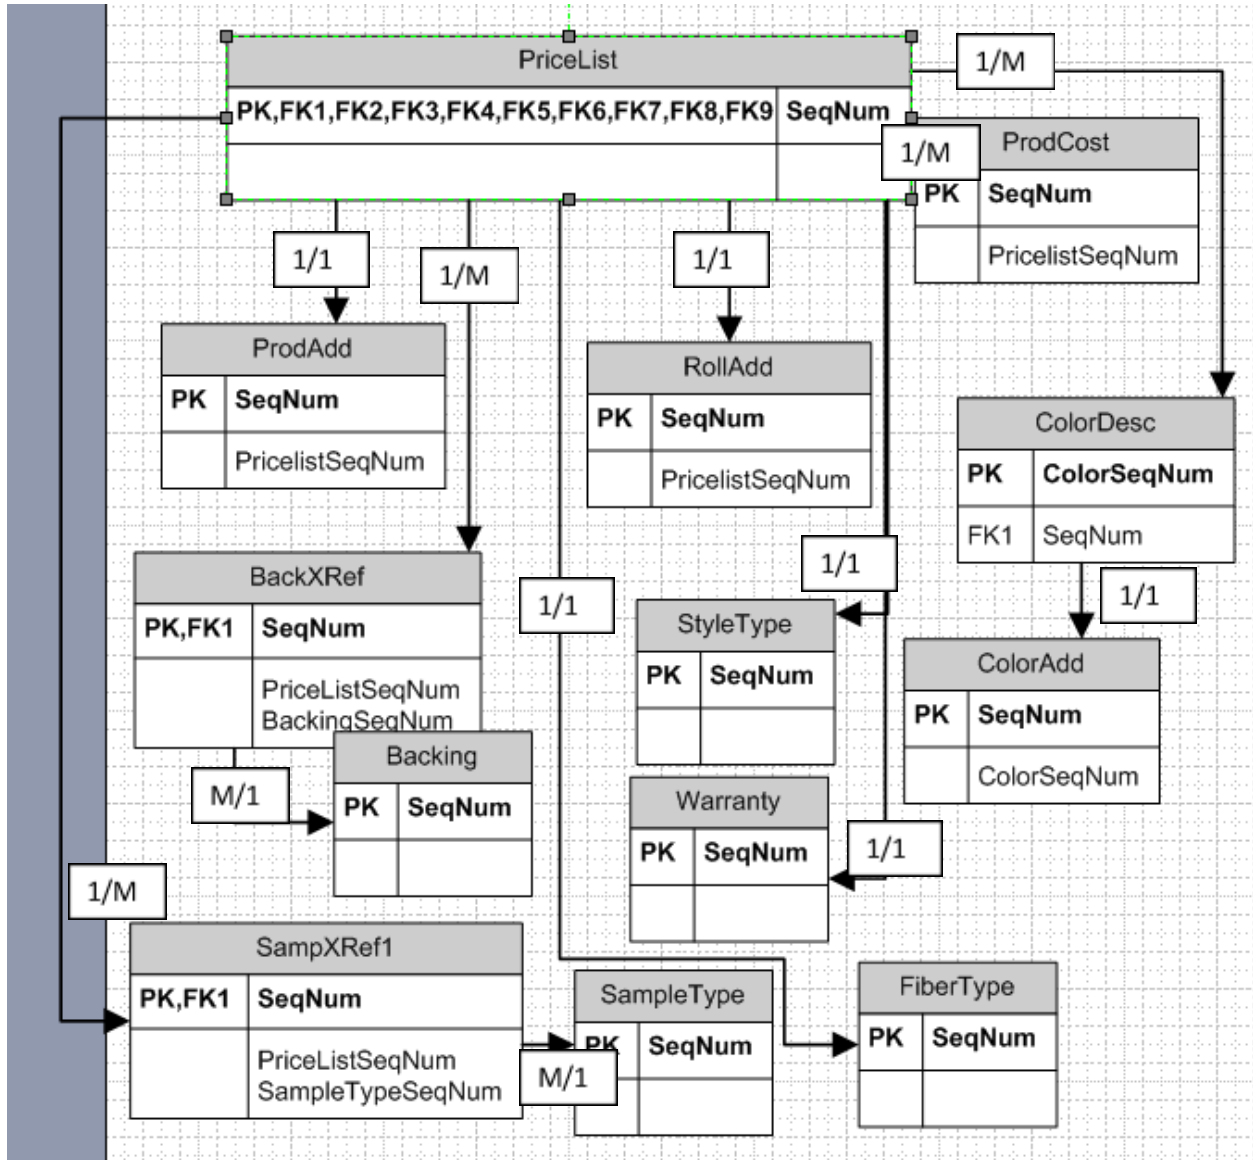 PriceList
1/M
PK,FK1,FK2,FK3,FK4,FK5,FK6,FK7,FK8,FK9 SeqNum
1/M
ProdCost
PK SeqNum
PricelistSeqNum
1/1
1/M
1/1
ProdAdd
PK SeqNum
PricelistSeqNum
RollAdd
PK SeqNum
PricelistSeqNum
ColorDesc
PK ColorSeqNum
FK1 SeqNum
1/1
1/1
1/1
BackXRef
PK,FK1 SeqNum
PriceListSeqNum
BackingSeqNum
StyleType
PK SeqNum
ColorAdd
PK SeqNum
ColorSeqNum
M/1
Backing
PK SeqNum
Warranty
PK SeqNum
1/1
1/M
SampXRef1
PK,FK1 SeqNum
PriceListSeqNum
SampleTypeSeqNum
M/1
SampleType
PK SeqNum
FiberType
PK SeqNum